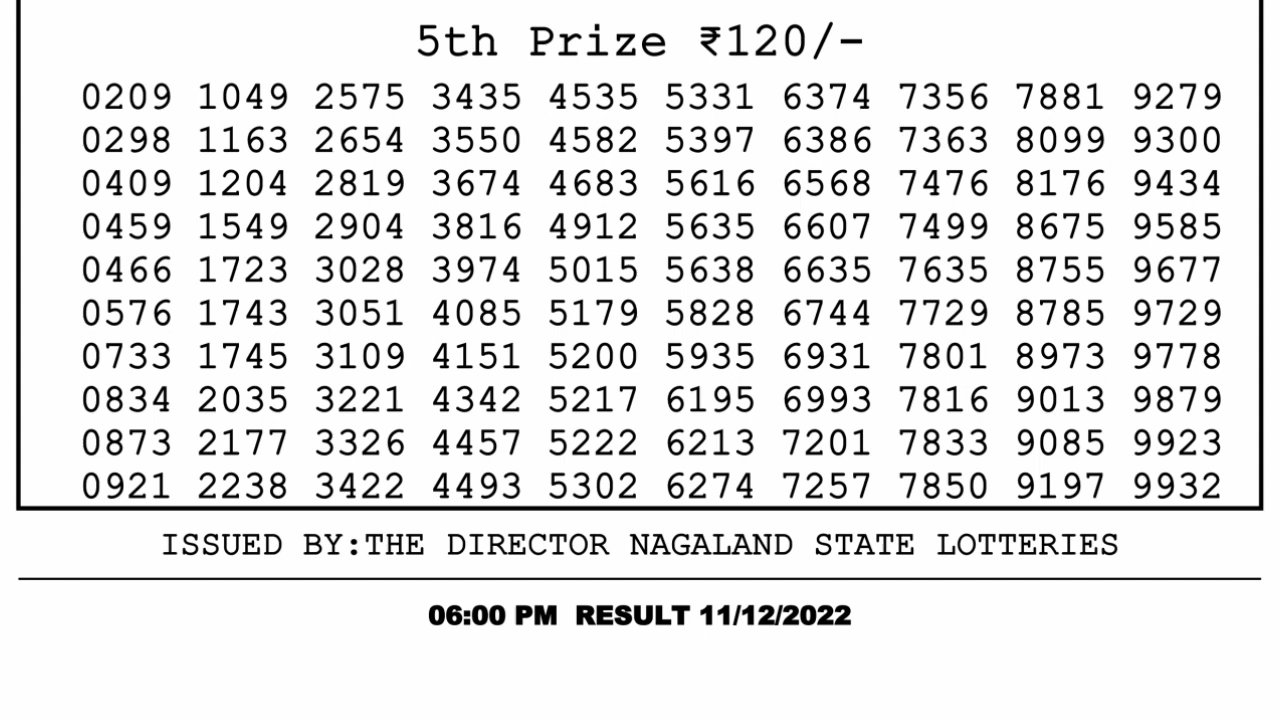 5th Prize ₹120/-
0209 1049 2575 3435 4535 5331 6374 7356 7881 9279
0298 1163 2654 3550 4582 5397 6386 7363 8099 9300
0409 1204 2819 3674 4683 5616 6568 7476 8176 9434
0459 1549 2904 3816 4912 5635 6607 7499 8675 9585
0466 1723 3028 3974 5015 5638 6635 7635 8755 9677
0576 1743 3051 4085 5179 5828 6744 7729 8785 9729
0733 1745 3109 4151 5200 5935 6931 7801 8973 9778
0834 2035 3221 4342 5217 6195 6993 7816 9013 9879
0873 2177 3326 4457 5222 6213 7201 7833 9085 9923
0921 2238 3422 4493 5302 6274 7257 7850 9197 9932
ISSUED BY:THE DIRECTOR NAGALAND STATE LOTTERIES
06:00 PM RESULT 11/12/2022